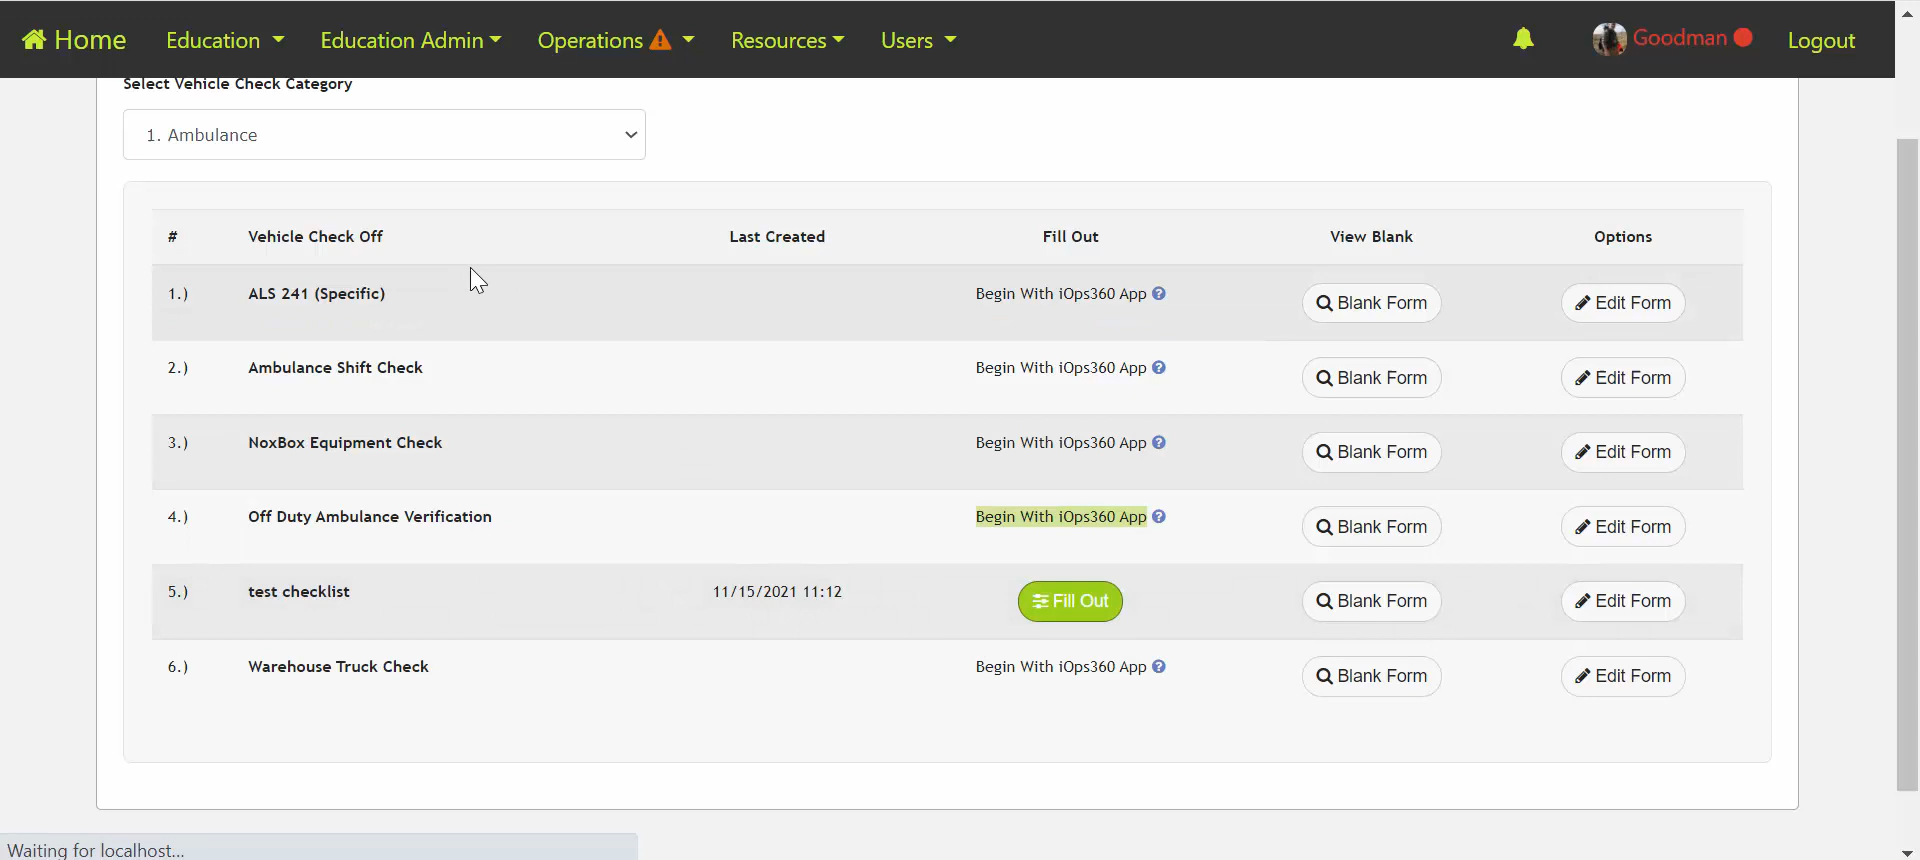 Home Education Education Admin Operations Resources Users Goodman Logout
Select Vehicle Check Category
1. Ambulance
# Vehicle Check Off Last Created Fill Out View Blank Options
1.) ALS 241 (Specific) Begin With iOps360 App Blank Form Edit Form
2.) Ambulance Shift Check Begin With iOps360 App Blank Form Edit Form
3.) NoxBox Equipment Check Begin With iOps360 App Blank Form Edit Form
4.) Off Duty Ambulance Verification Begin With iOps360 App Blank Form Edit Form
5.) test checklist 11/15/2021 11:12 Fill Out Blank Form Edit Form
6.) Warehouse Truck Check Begin With iOps360 App Blank Form Edit Form
Waiting for localhost...